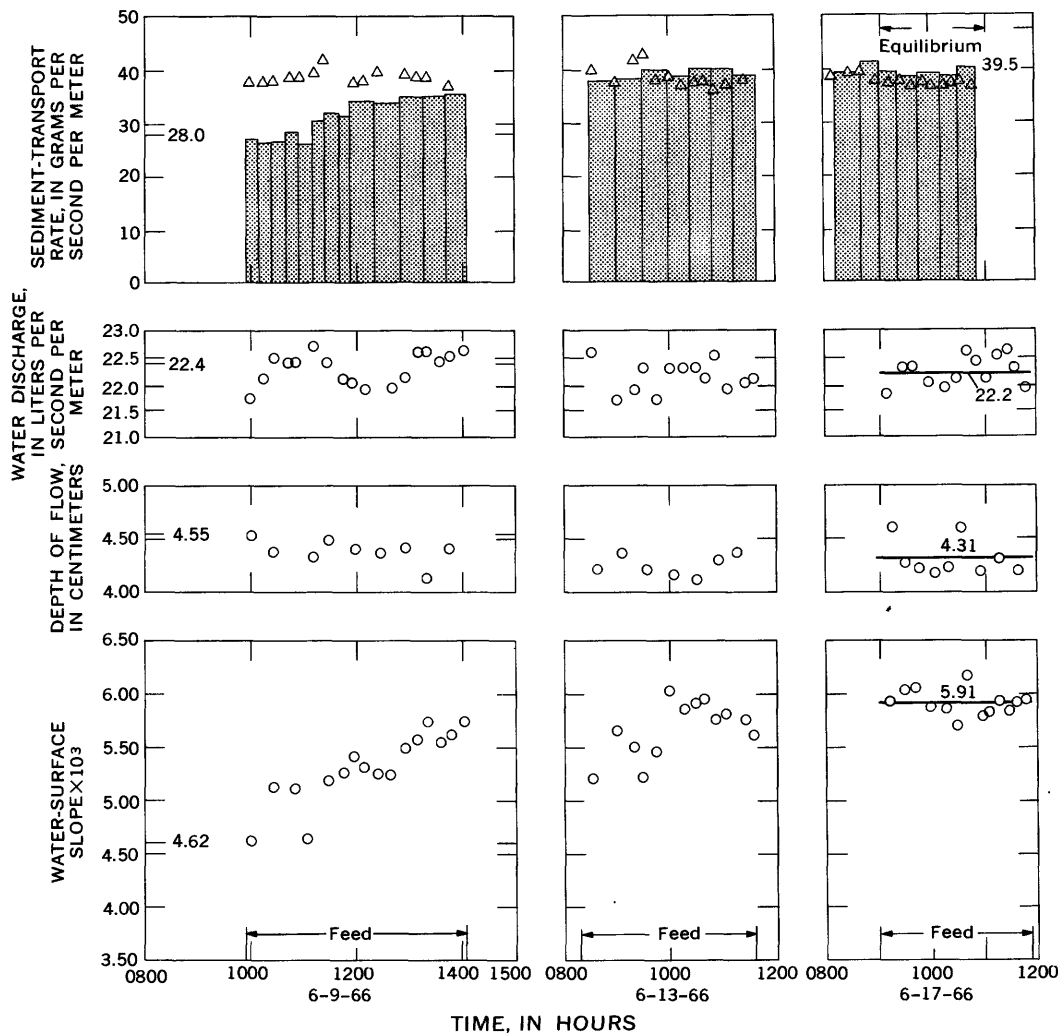 SEDIMENT-TRANSPORT
RATE, IN GRAMS PER
SECOND PER METER
50
40
30
28.0
20
10
0
Equilibrium
39.5
WATER DISCHARGE,
IN LITERS PER
SECOND PER
METER
23.0
22.5
22.4
22.0
21.5
21.0
22.2
DEPTH OF FLOW,
IN CENTIMETERS
5.00
4.50
4.55
4.00
4.31
WATER-SURFACE
SLOPE×10³
6.50
6.00
5.50
5.00
4.62
4.50
4.00
3.50
5.91
Feed
Feed
Feed
0800 1000 1200 1400 1500
0800 1000 1200
0800 1000 1200
6-9-66
6-13-66
6-17-66
TIME, IN HOURS